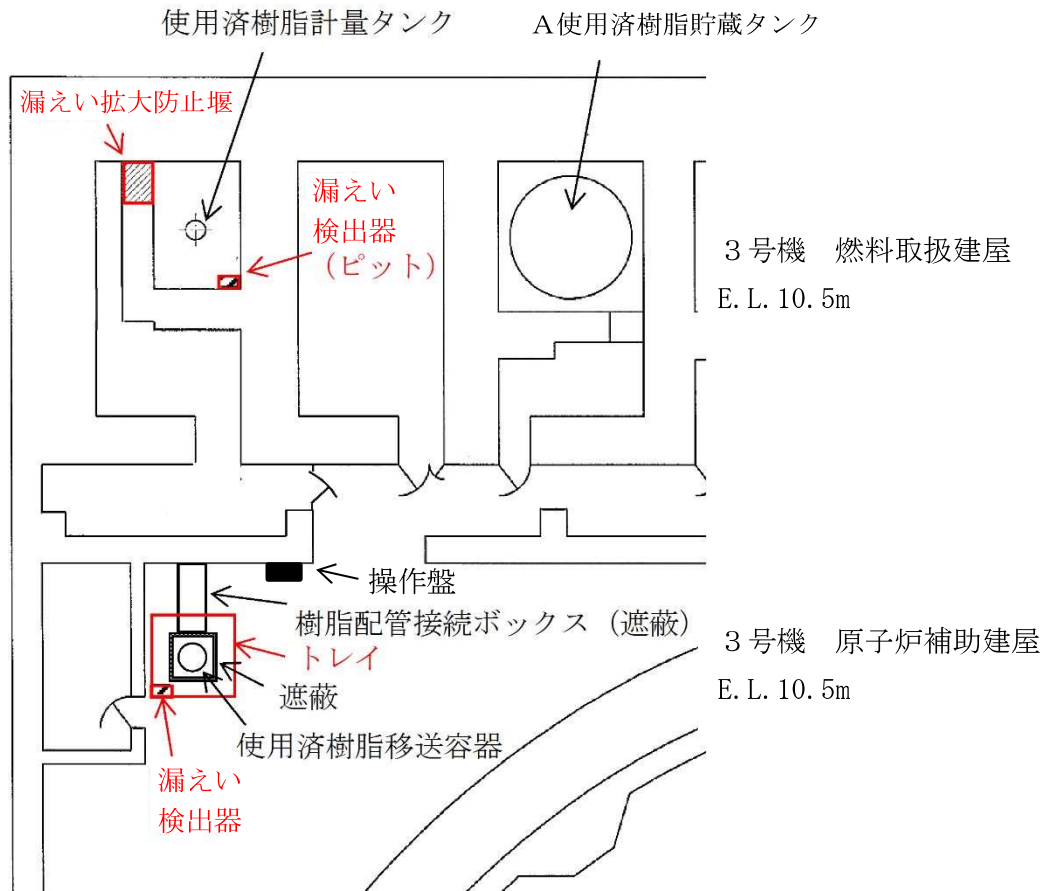 使用済樹脂計量タンク
A使用済樹脂貯蔵タンク
漏えい拡大防止堰
漏えい
検出器
(ピット)
3号機 燃料取扱建屋
E.L.10.5m
操作盤
樹脂配管接続ボックス(遮蔽)
トレイ
遮蔽
使用済樹脂移送容器
漏えい
検出器
3号機 原子炉補助建屋
E.L.10.5m